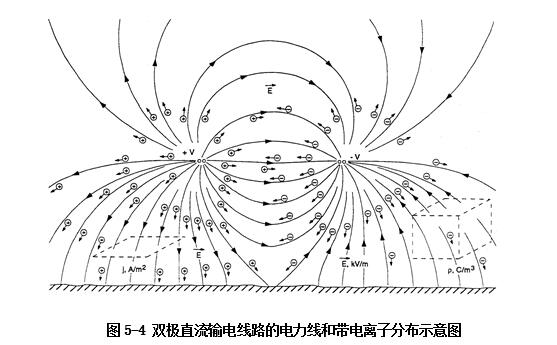 E
+ V
- V
E
j, A/m²
E, kV/m
ρ, C/m³
图 5-4 双极直流输电线路的电力线和带电离子分布示意图